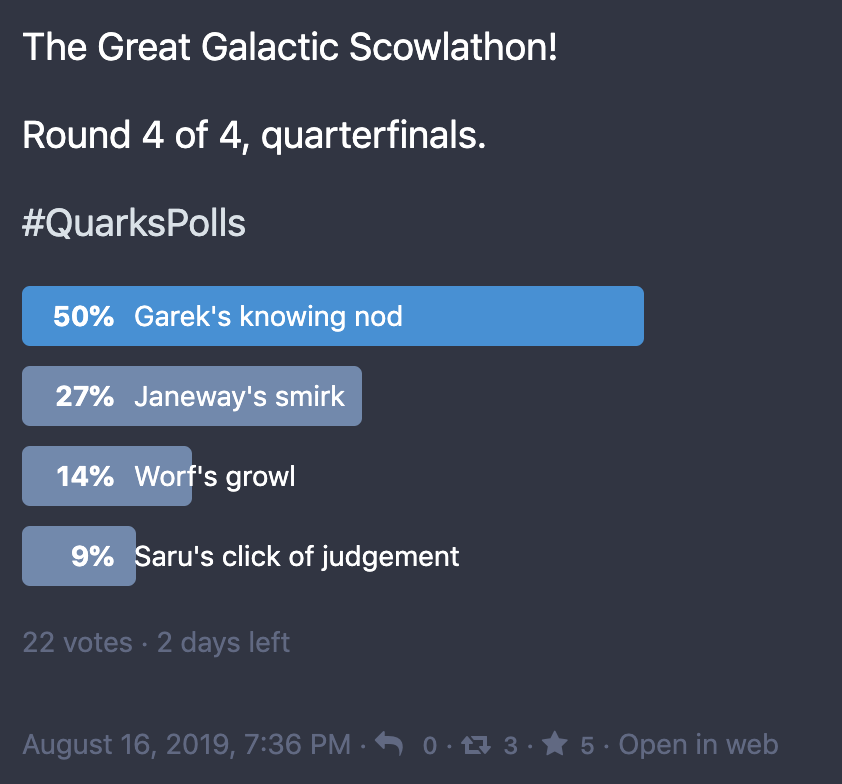 The Great Galactic Scowlathon!
Round 4 of 4, quarterfinals.
#QuarksPolls
50% Garek's knowing nod
27% Janeway's smirk
14% Worf's growl
9% Saru's click of judgement
22 votes · 2 days left
August 16, 2019, 7:36 PM · 0 · 3 · 5 · Open in web